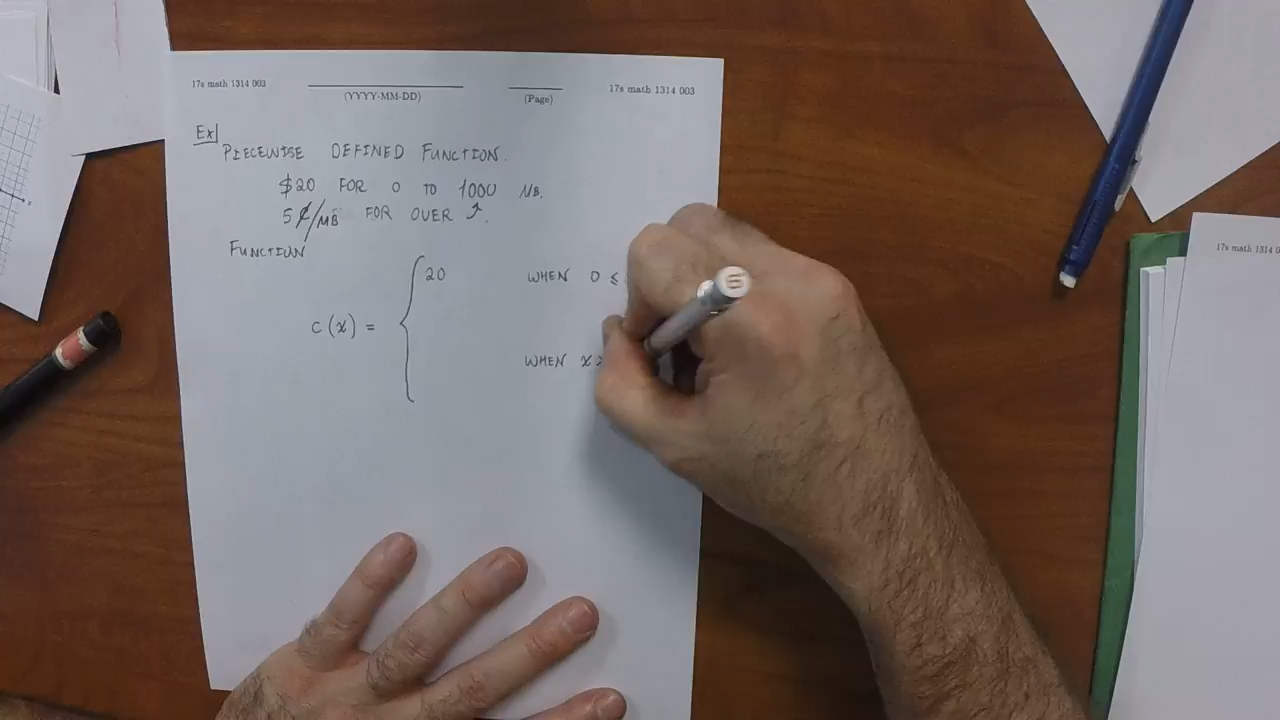 17s math 1314 003
(YYYY-MM-DD)
(Page)
17s math 1314 003
Ex
PIECEWISE DEFINED FUNCTION.
$20 FOR 0 TO 1000 MB.
5¢/MB FOR OVER ↑.
FUNCTION
20 WHEN 0 ≤
C(x) =
WHEN x >
17s math 1314 0